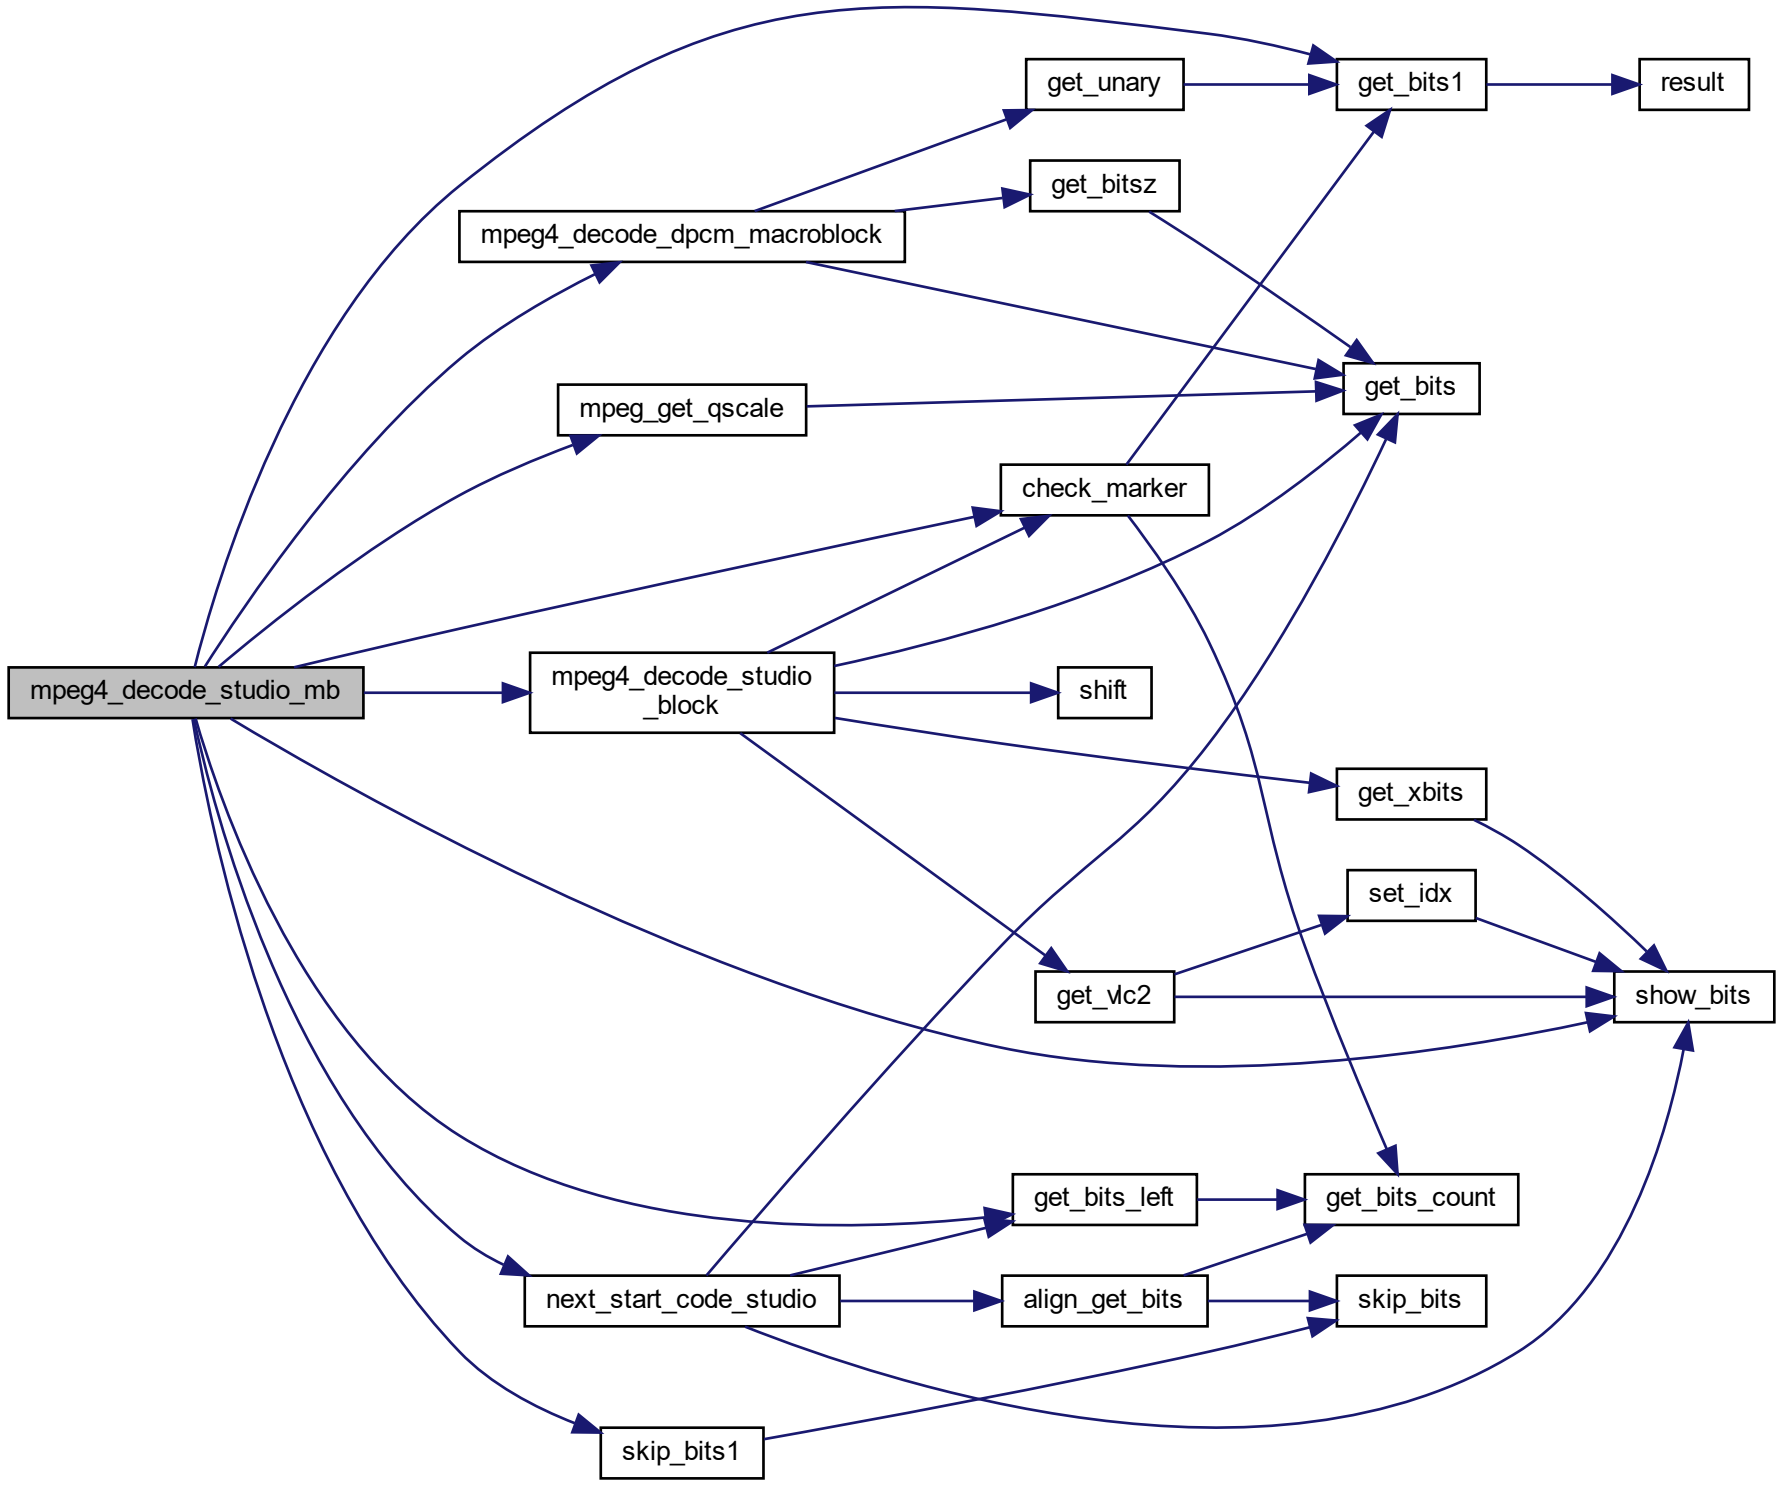 get_unary
get_bits1
result
get_bitsz
mpeg4_decode_dpcm_macroblock
get_bits
mpeg_get_qscale
check_marker
mpeg4_decode_studio_mb
mpeg4_decode_studio
_block
shift
get_xbits
set_idx
get_vlc2
show_bits
get_bits_left
get_bits_count
next_start_code_studio
align_get_bits
skip_bits
skip_bits1